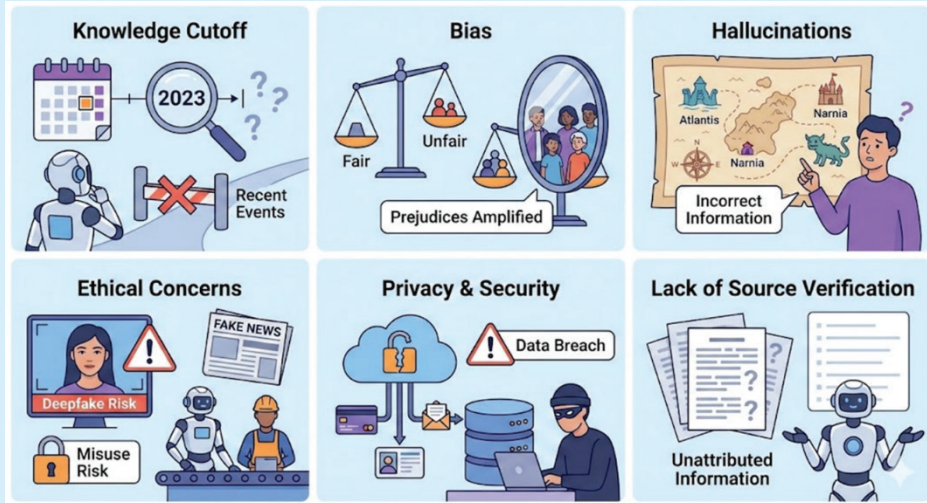 Knowledge Cutoff
2023
?
?
?
Recent
Events
Bias
Fair
Unfair
Prejudices Amplified
Hallucinations
Atlantis
Narnia
N
W
E
Narnia
?
Incorrect
Information
Ethical Concerns
Deepfake Risk
!
FAKE NEWS
Misuse
Risk
Privacy & Security
!
Data Breach
Lack of Source Verification
?
?
?
Unattributed
Information